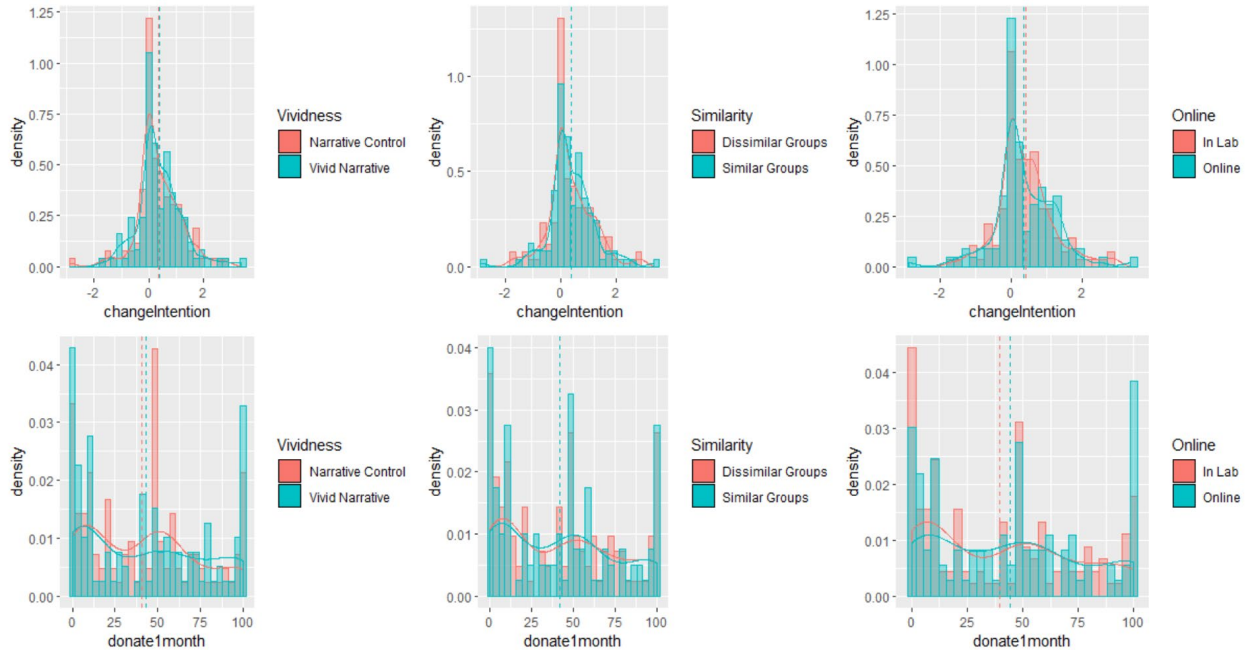 1.25
1.00
0.75
0.50
0.25
0.00
density
-2 0 2
changeIntention
Vividness
Narrative Control
Vivid Narrative
1.0
0.5
0.0
density
-2 0 2
changeIntention
Similarity
Dissimilar Groups
Similar Groups
1.25
1.00
0.75
0.50
0.25
0.00
density
-2 0 2
changeIntention
Online
In Lab
Online
0.04
0.03
0.02
0.01
0.00
density
0 25 50 75 100
donate1month
Vividness
Narrative Control
Vivid Narrative
0.04
0.03
0.02
0.01
0.00
density
0 25 50 75 100
donate1month
Similarity
Dissimilar Groups
Similar Groups
0.04
0.03
0.02
0.01
0.00
density
0 25 50 75 100
donate1month
Online
In Lab
Online